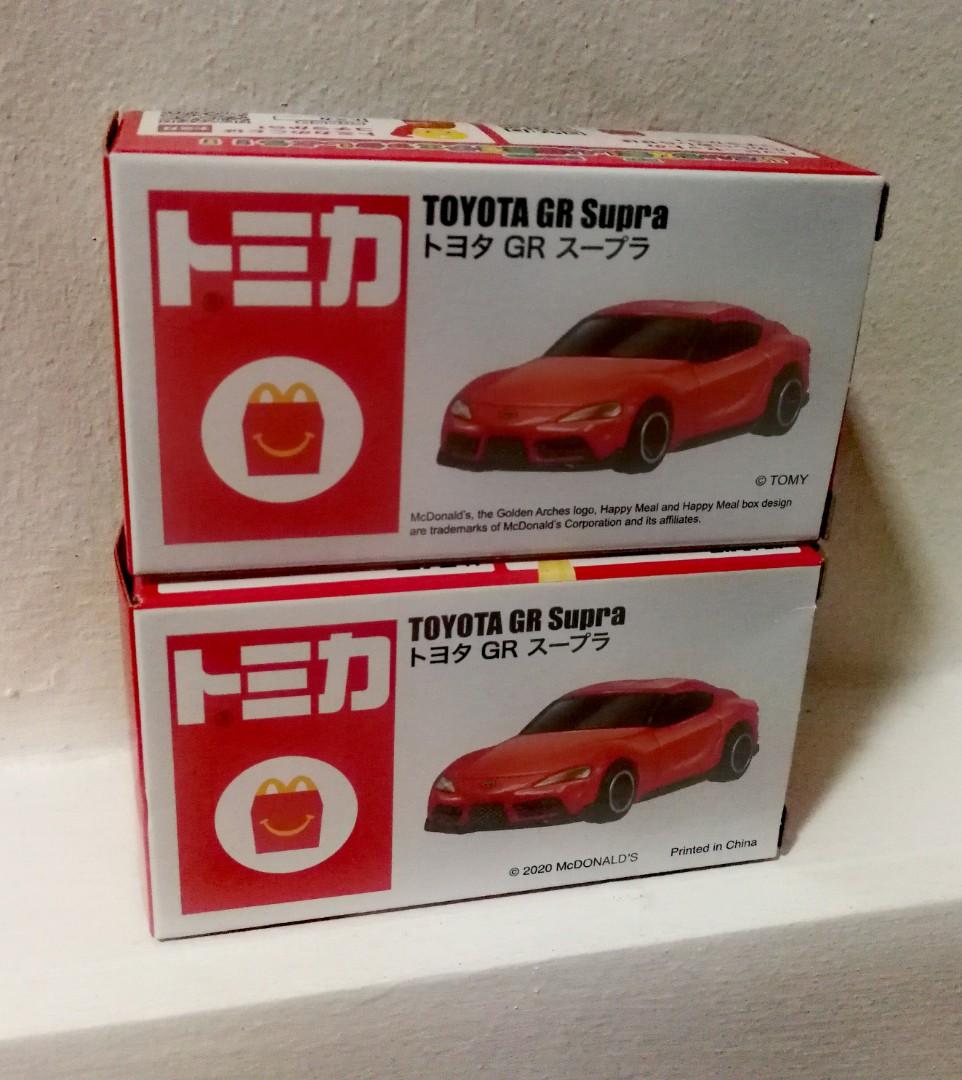 トミカ
TOYOTA GR Supra
トヨタ GR スープラ
© TOMY
McDonald's, the Golden Arches logo, Happy Meal and Happy Meal box design
are trademarks of McDonald's Corporation and its affiliates.
トミカ
TOYOTA GR Supra
トヨタ GR スープラ
© 2020 McDONALD'S
Printed in China